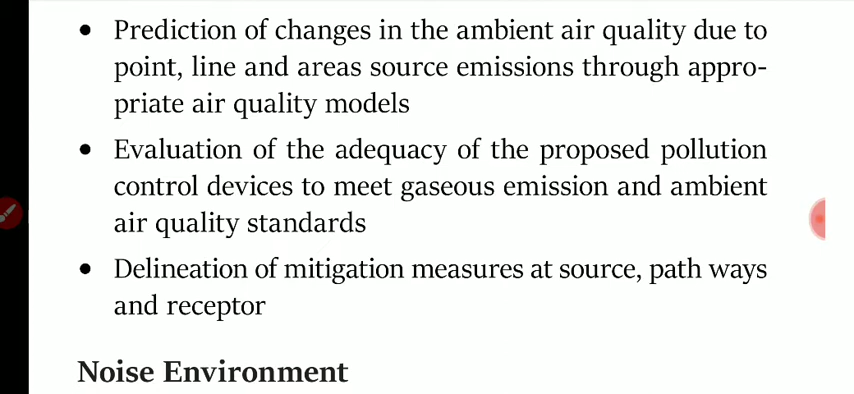 • Prediction of changes in the ambient air quality due to
point, line and areas source emissions through appro-
priate air quality models
• Evaluation of the adequacy of the proposed pollution
control devices to meet gaseous emission and ambient
air quality standards
• Delineation of mitigation measures at source, path ways
and receptor
Noise Environment